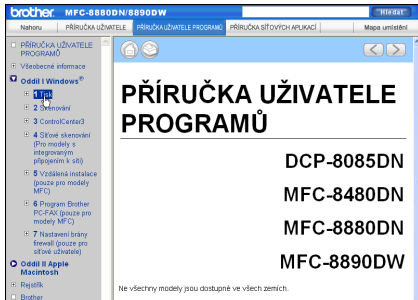 brother. MFC-8880DN/8890DW
Hledat
Nahoru
PŘÍRUČKA UŽIVATELE
PŘÍRUČKA UŽIVATELE PROGRAMŮ
PŘÍRUČKA SÍŤOVÝCH APLIKACÍ
Mapa umístění
PŘÍRUČKA UŽIVATELE
PROGRAMŮ
Všeobecné informace
Oddíl I Windows®
1 Tisk
2 Skenování
3 ControlCenter3
4 Síťové skenování
(Pro modely s
integrovaným
připojením k síti)
5 Vzdálená instalace
(pouze pro modely
MFC)
6 Program Brother
PC-FAX (pouze pro
modely MFC)
7 Nastavení brány
firewall (pouze pro
síťové uživatele)
Oddíl II Apple
Macintosh
Rejstřík
Brother
PŘÍRUČKA UŽIVATELE
PROGRAMŮ
DCP-8085DN
MFC-8480DN
MFC-8880DN
MFC-8890DW
Ne všechny modely jsou dostupné ve všech zemích.